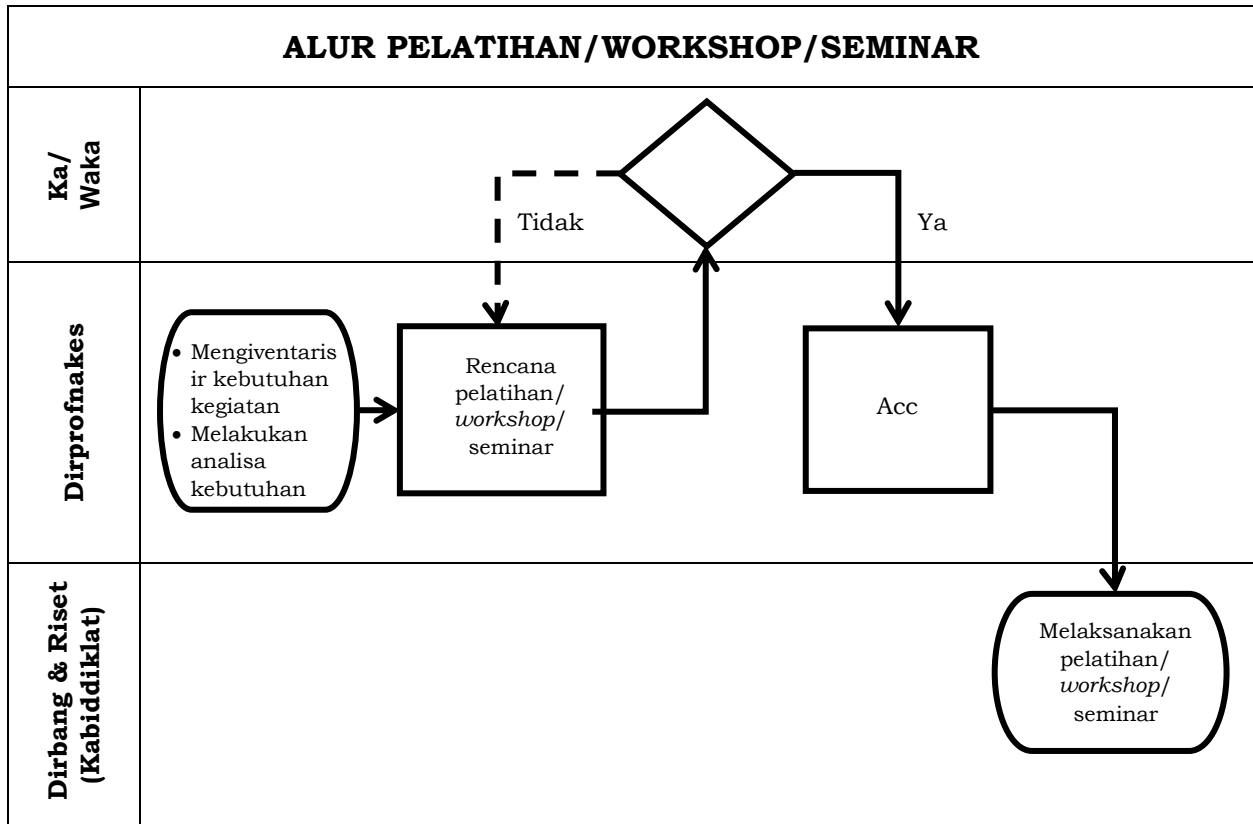 ALUR PELATIHAN/WORKSHOP/SEMINAR
Ka/
Waka
Tidak
Ya
Dirprofnakes
• Mengiventaris
ir kebutuhan
kegiatan
• Melakukan
analisa
kebutuhan
Rencana
pelatihan/
workshop/
seminar
Acc
Dirbang & Riset
(Kabiddiklat)
Melaksanakan
pelatihan/
workshop/
seminar